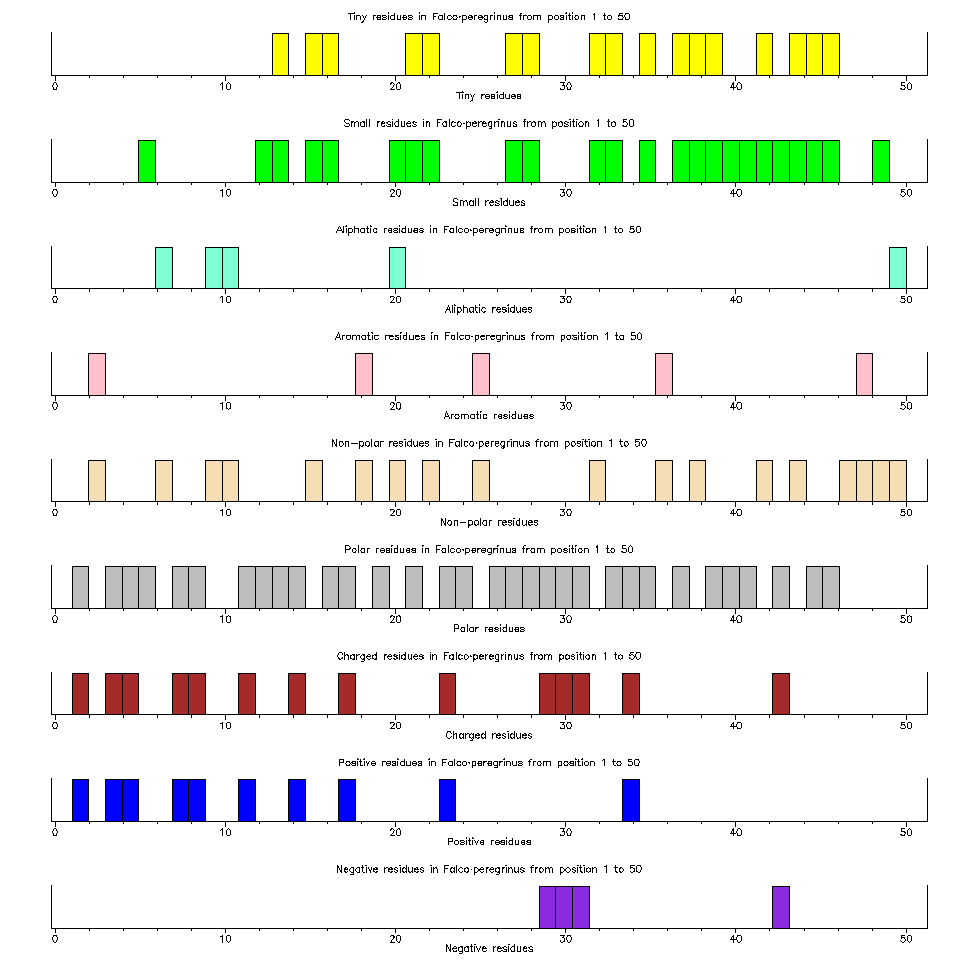 Tiny residues in Falco-peregrinus from position 1 to 50
0 10 20 30 40 50
Tiny residues
Small residues in Falco-peregrinus from position 1 to 50
0 10 20 30 40 50
Small residues
Aliphatic residues in Falco-peregrinus from position 1 to 50
0 10 20 30 40 50
Aliphatic residues
Aromatic residues in Falco-peregrinus from position 1 to 50
0 10 20 30 40 50
Aromatic residues
Non-polar residues in Falco-peregrinus from position 1 to 50
0 10 20 30 40 50
Non-polar residues
Polar residues in Falco-peregrinus from position 1 to 50
0 10 20 30 40 50
Polar residues
Charged residues in Falco-peregrinus from position 1 to 50
0 10 20 30 40 50
Charged residues
Positive residues in Falco-peregrinus from position 1 to 50
0 10 20 30 40 50
Positive residues
Negative residues in Falco-peregrinus from position 1 to 50
0 10 20 30 40 50
Negative residues